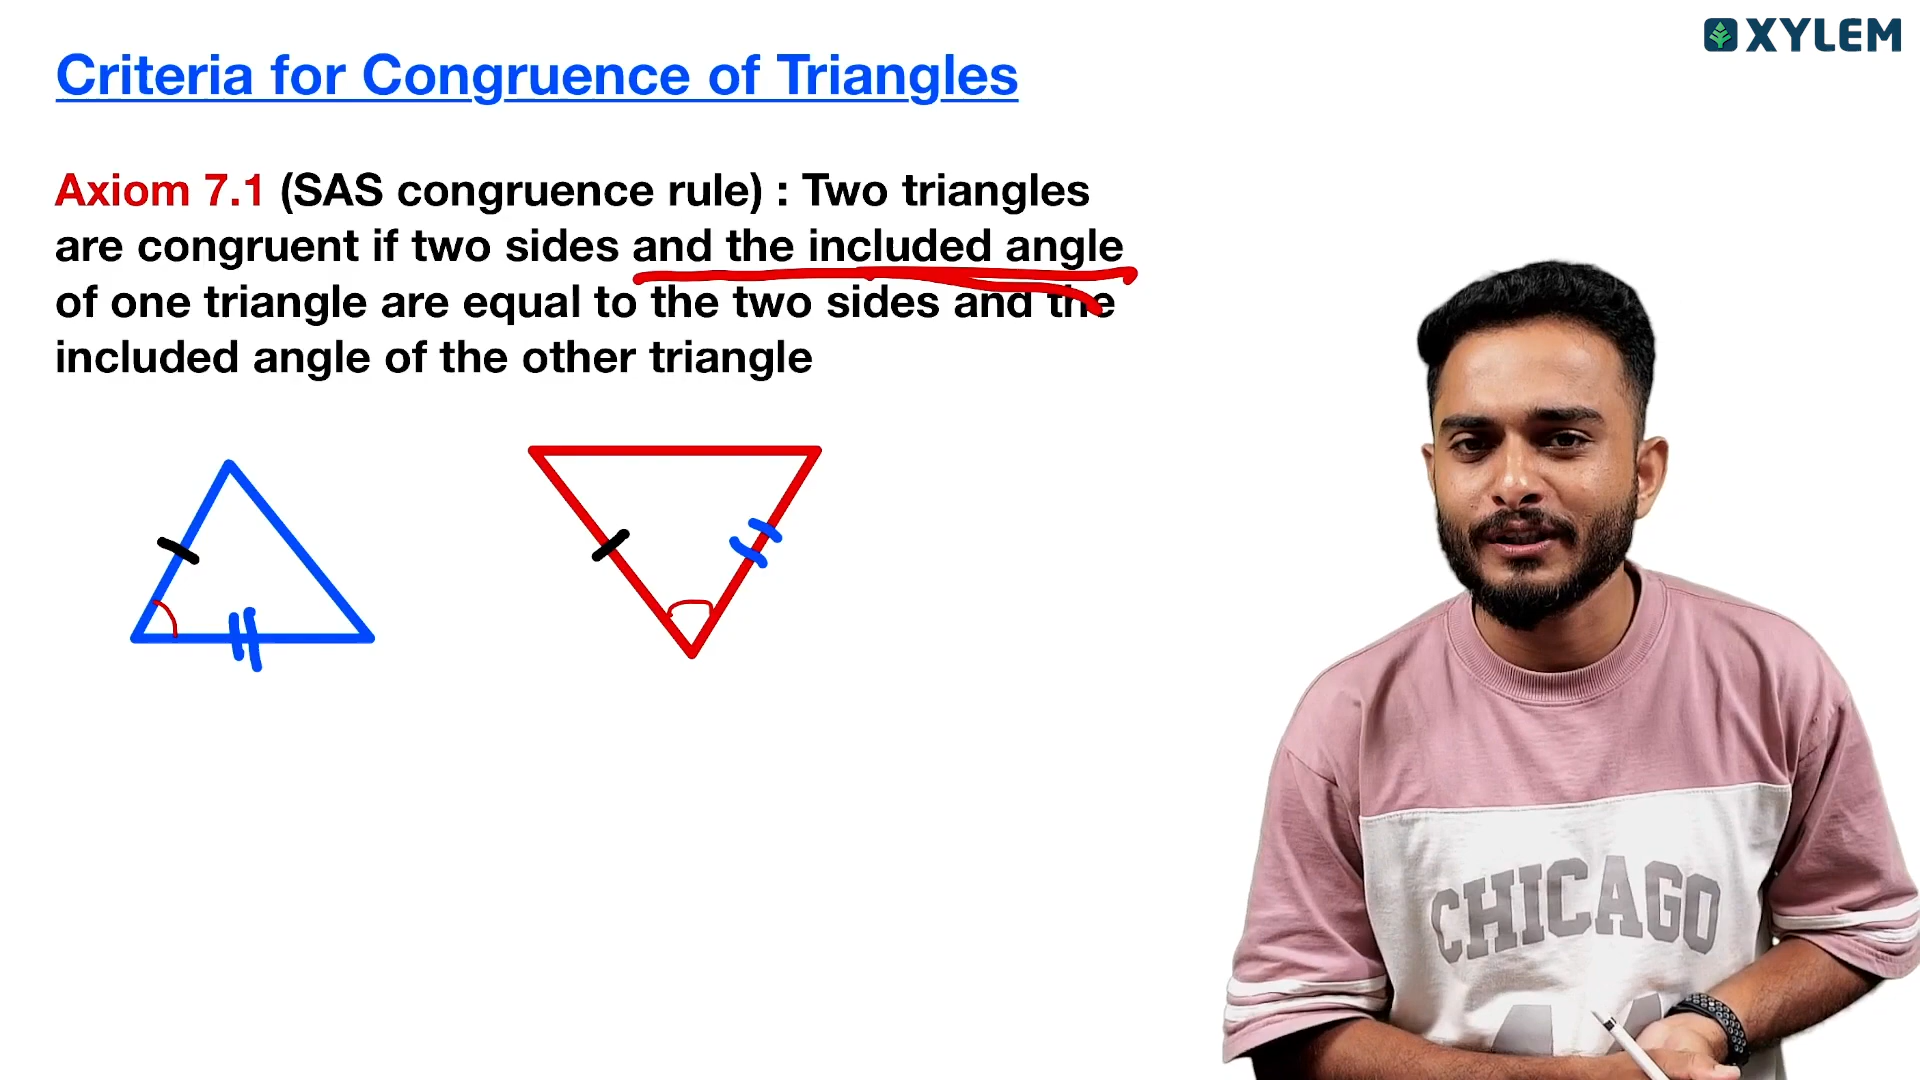 XYLEM
Criteria for Congruence of Triangles
Axiom 7.1 (SAS congruence rule) : Two triangles
are congruent if two sides and the included angle
of one triangle are equal to the two sides and the
included angle of the other triangle
CHICAGO